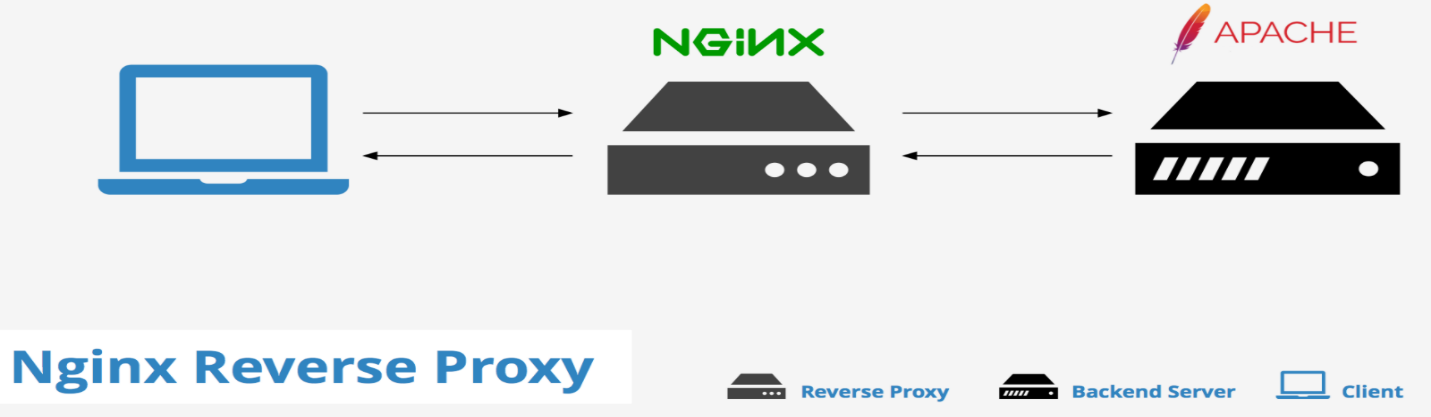 NGiNX
APACHE
Nginx Reverse Proxy
Reverse Proxy
Backend Server
Client